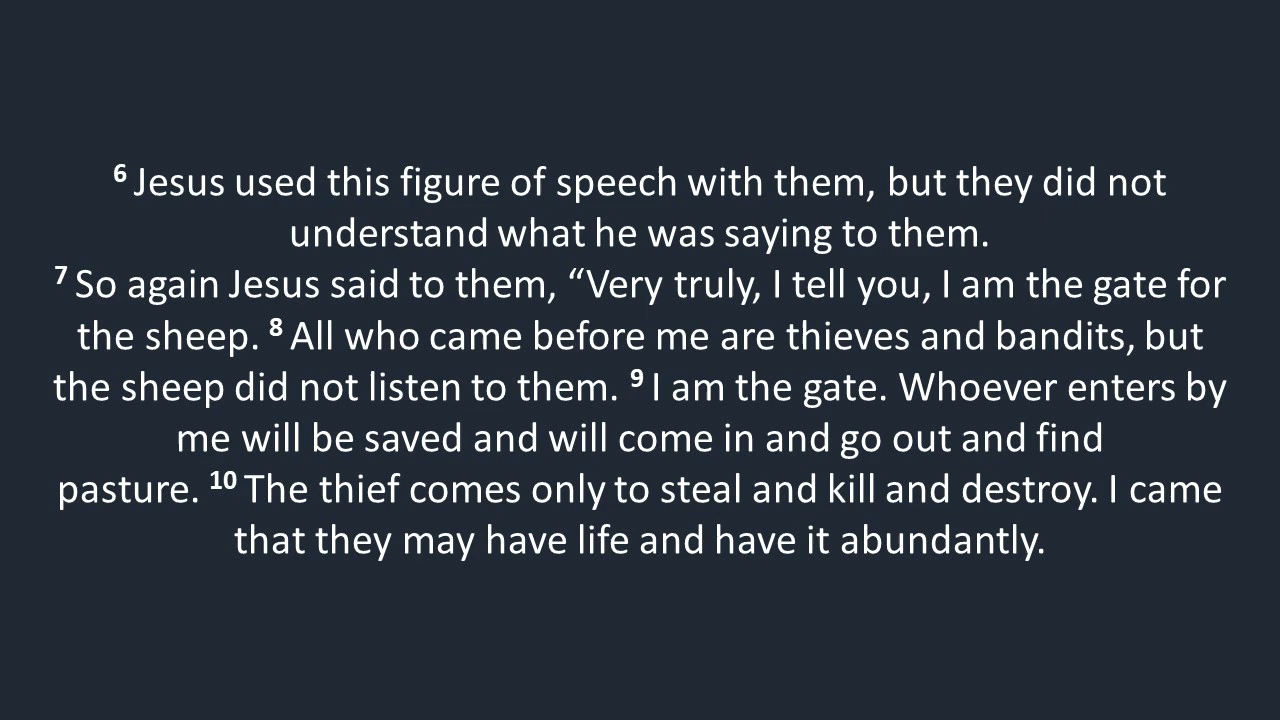 6 Jesus used this figure of speech with them, but they did not
understand what he was saying to them.
7 So again Jesus said to them, “Very truly, I tell you, I am the gate for
the sheep. 8 All who came before me are thieves and bandits, but
the sheep did not listen to them. 9 I am the gate. Whoever enters by
me will be saved and will come in and go out and find
pasture. 10 The thief comes only to steal and kill and destroy. I came
that they may have life and have it abundantly.